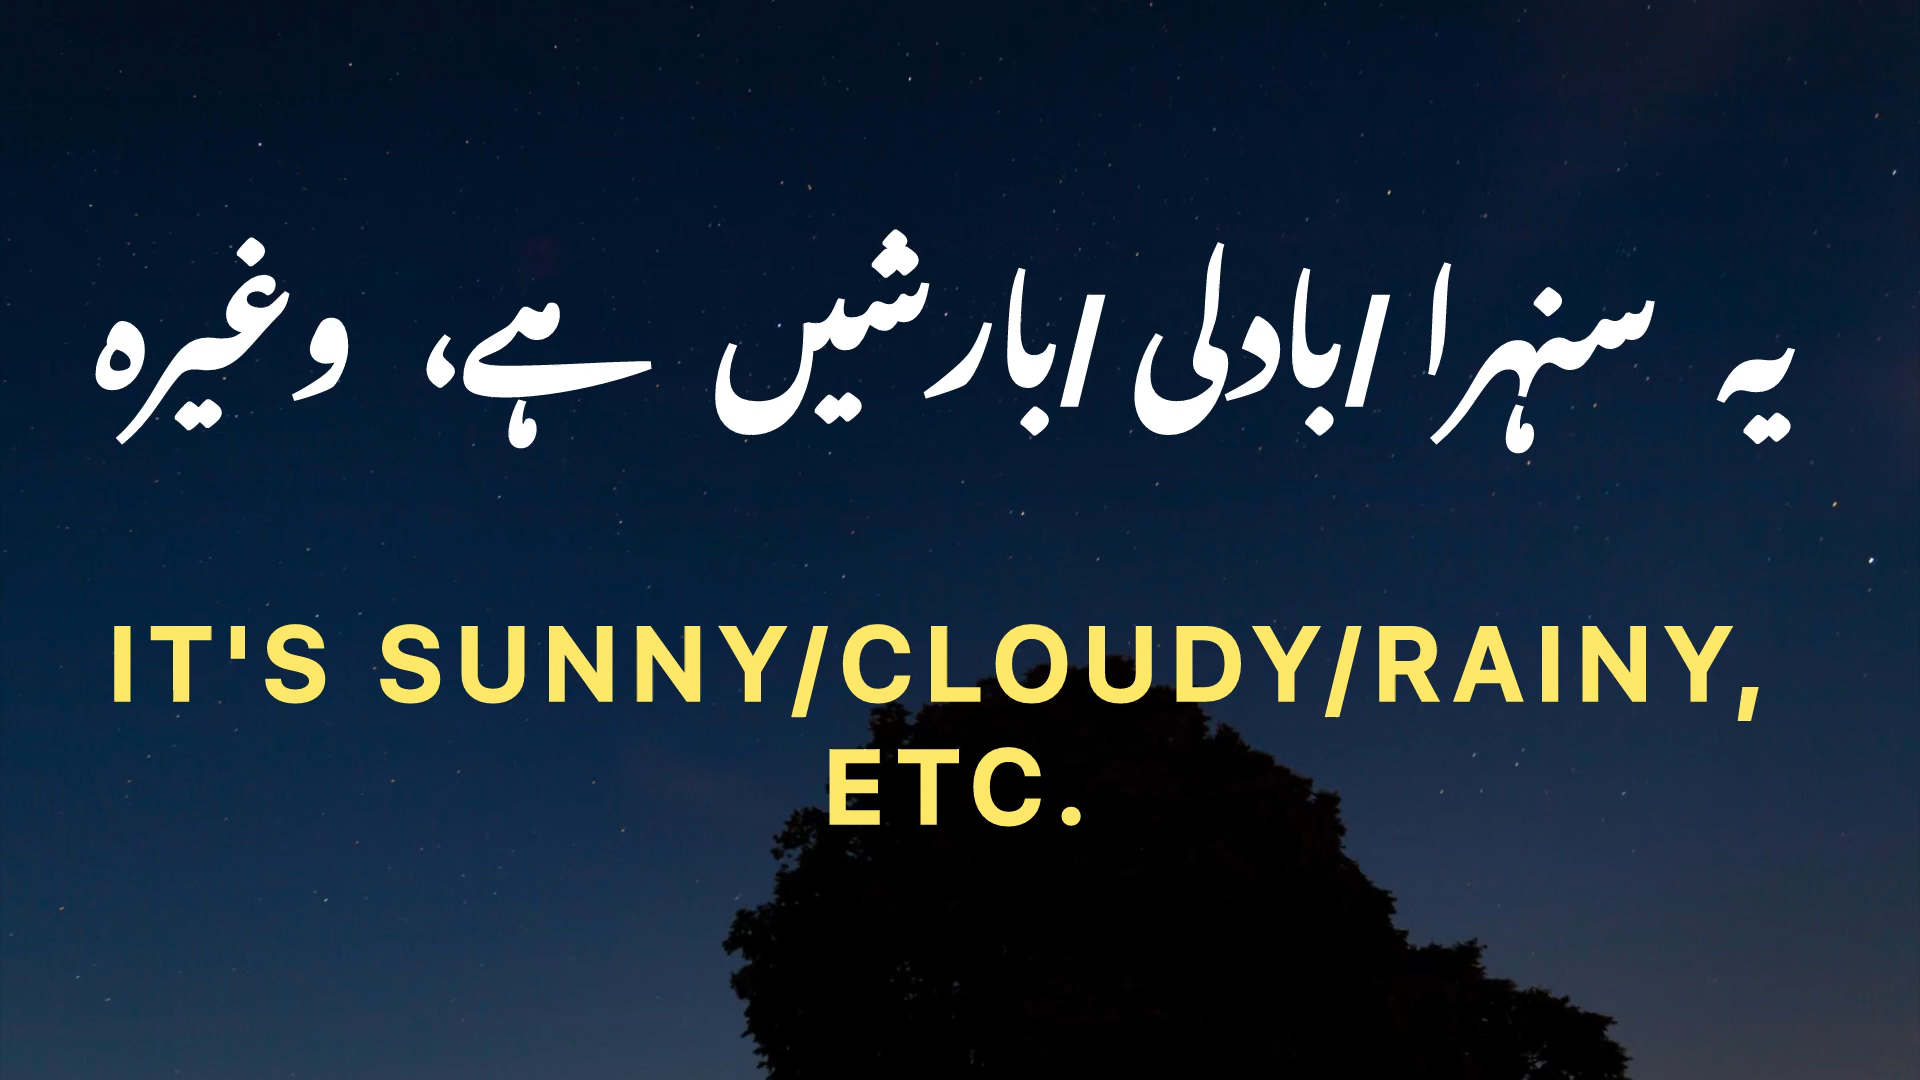 یہ سنہرا /بادلی /بارشیں ہے، وغیرہ
IT'S SUNNY/CLOUDY/RAINY,
ETC.